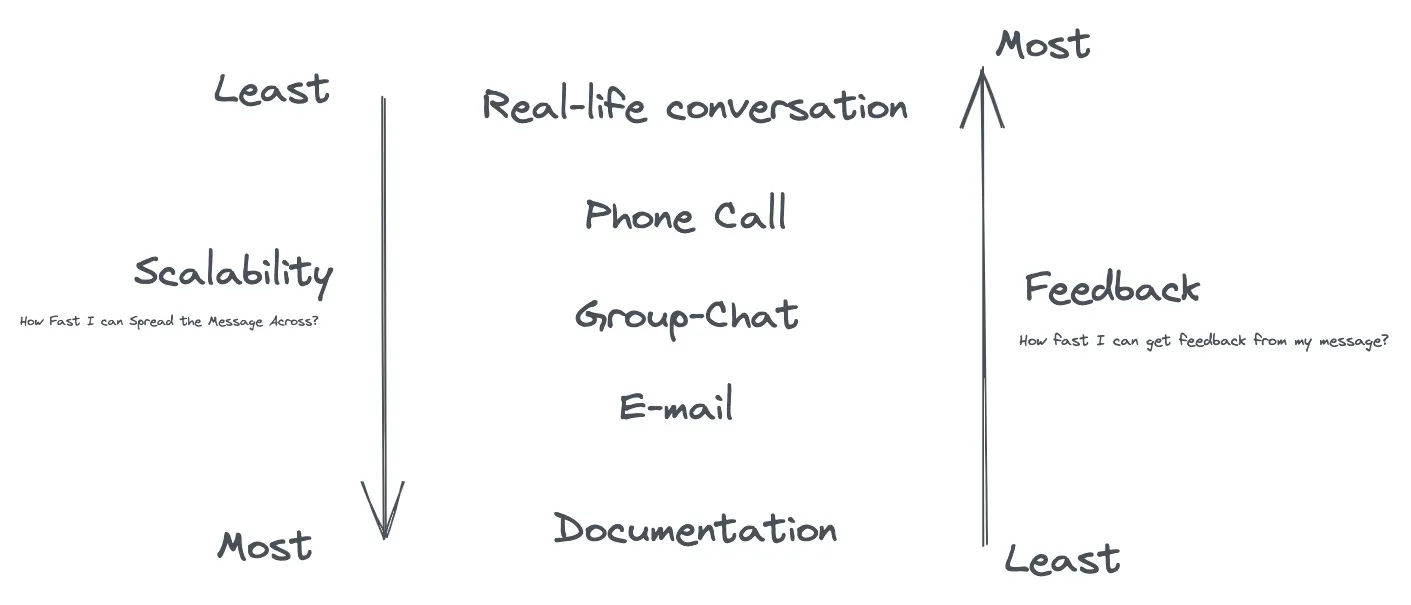 Most
Least
Real-life conversation
Phone Call
Scalability
How Fast I can Spread the Message Across?
Feedback
How fast I can get feedback from my message?
Group-Chat
E-mail
Documentation
Most
Least